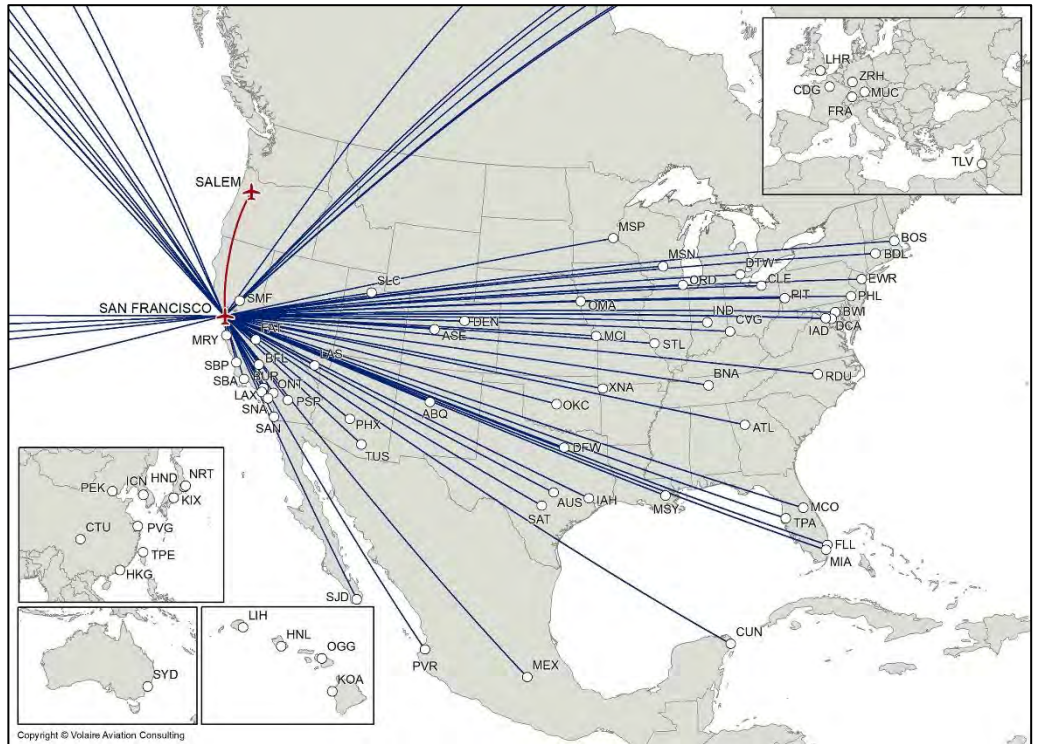 LHR
ZRH
CDG
MUC
FRA
TLV
SALEM
MSP
BOS
MSN
DTW
BDL
SLC
ORD
CLE
EWR
SMF
OMA
PIT
PHL
SAN FRANCISCO
DEN
IND
CVG
BWI
IAD
DCA
FAT
MRY
ASE
MCI
STL
SBP
BFL
LAS
SBA
BUR
ONT
XNA
BNA
RDU
LAX
SNA
PSP
ABQ
OKC
SAN
PHX
ATL
TUS
DFW
PEK
ICN
HND
NRT
KIX
AUS
IAH
SAT
MSY
MCO
TPA
CTU
PVG
TPE
FLL
MIA
HKG
SJD
LIH
HNL
OGG
CUN
PVR
MEX
SYD
KOA
Copyright © Volaire Aviation Consulting